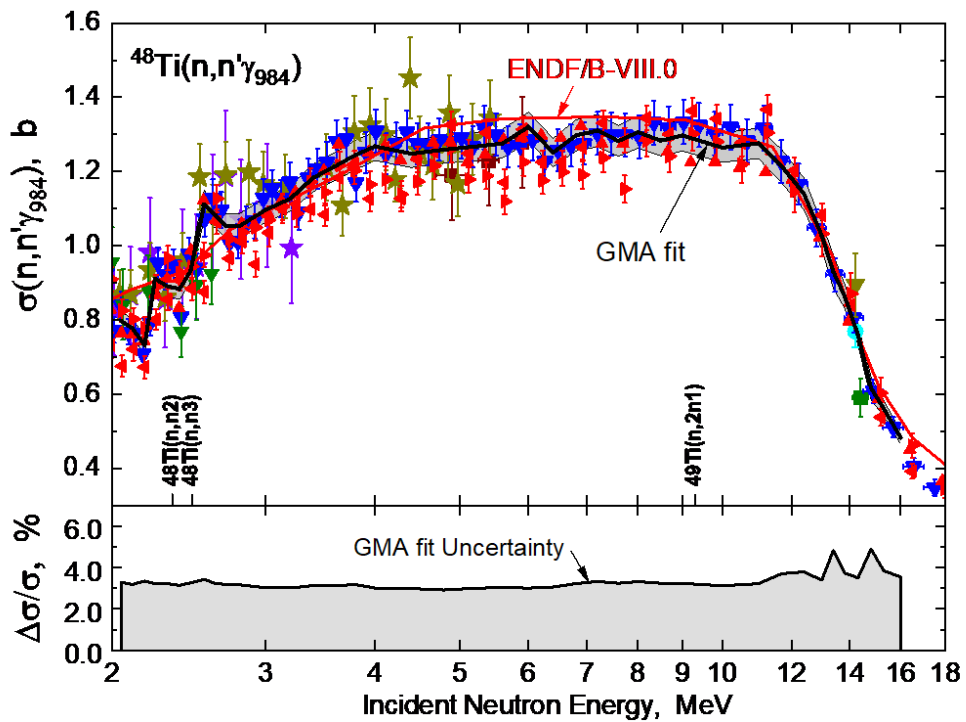 1.6
⁴⁸Ti(n,n'γ₉₈₄)
1.4
ENDF/B-VIII.0
1.2
1.0
GMA fit
0.8
0.6
0.4
σ(n,n'γ₉₈₄), b
48Ti(n,n2)
48Ti(n,n3)
49Ti(n,2n1)
6.0
GMA fit Uncertainty
4.0
2.0
0.0
Δσ/σ, %
2 3 4 5 6 7 8 9 10 12 14 16 18
Incident Neutron Energy, MeV